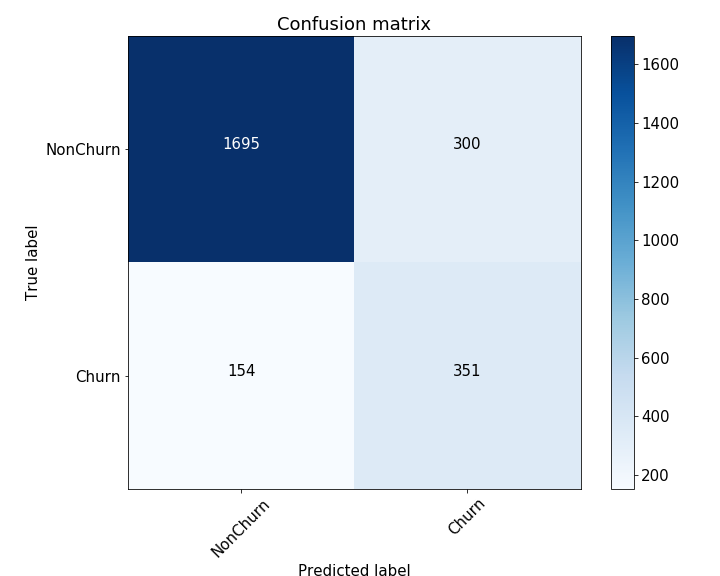 Confusion matrix
True label
NonChurn
Churn
1695
300
154
351
NonChurn
Churn
Predicted label
1600
1400
1200
1000
800
600
400
200